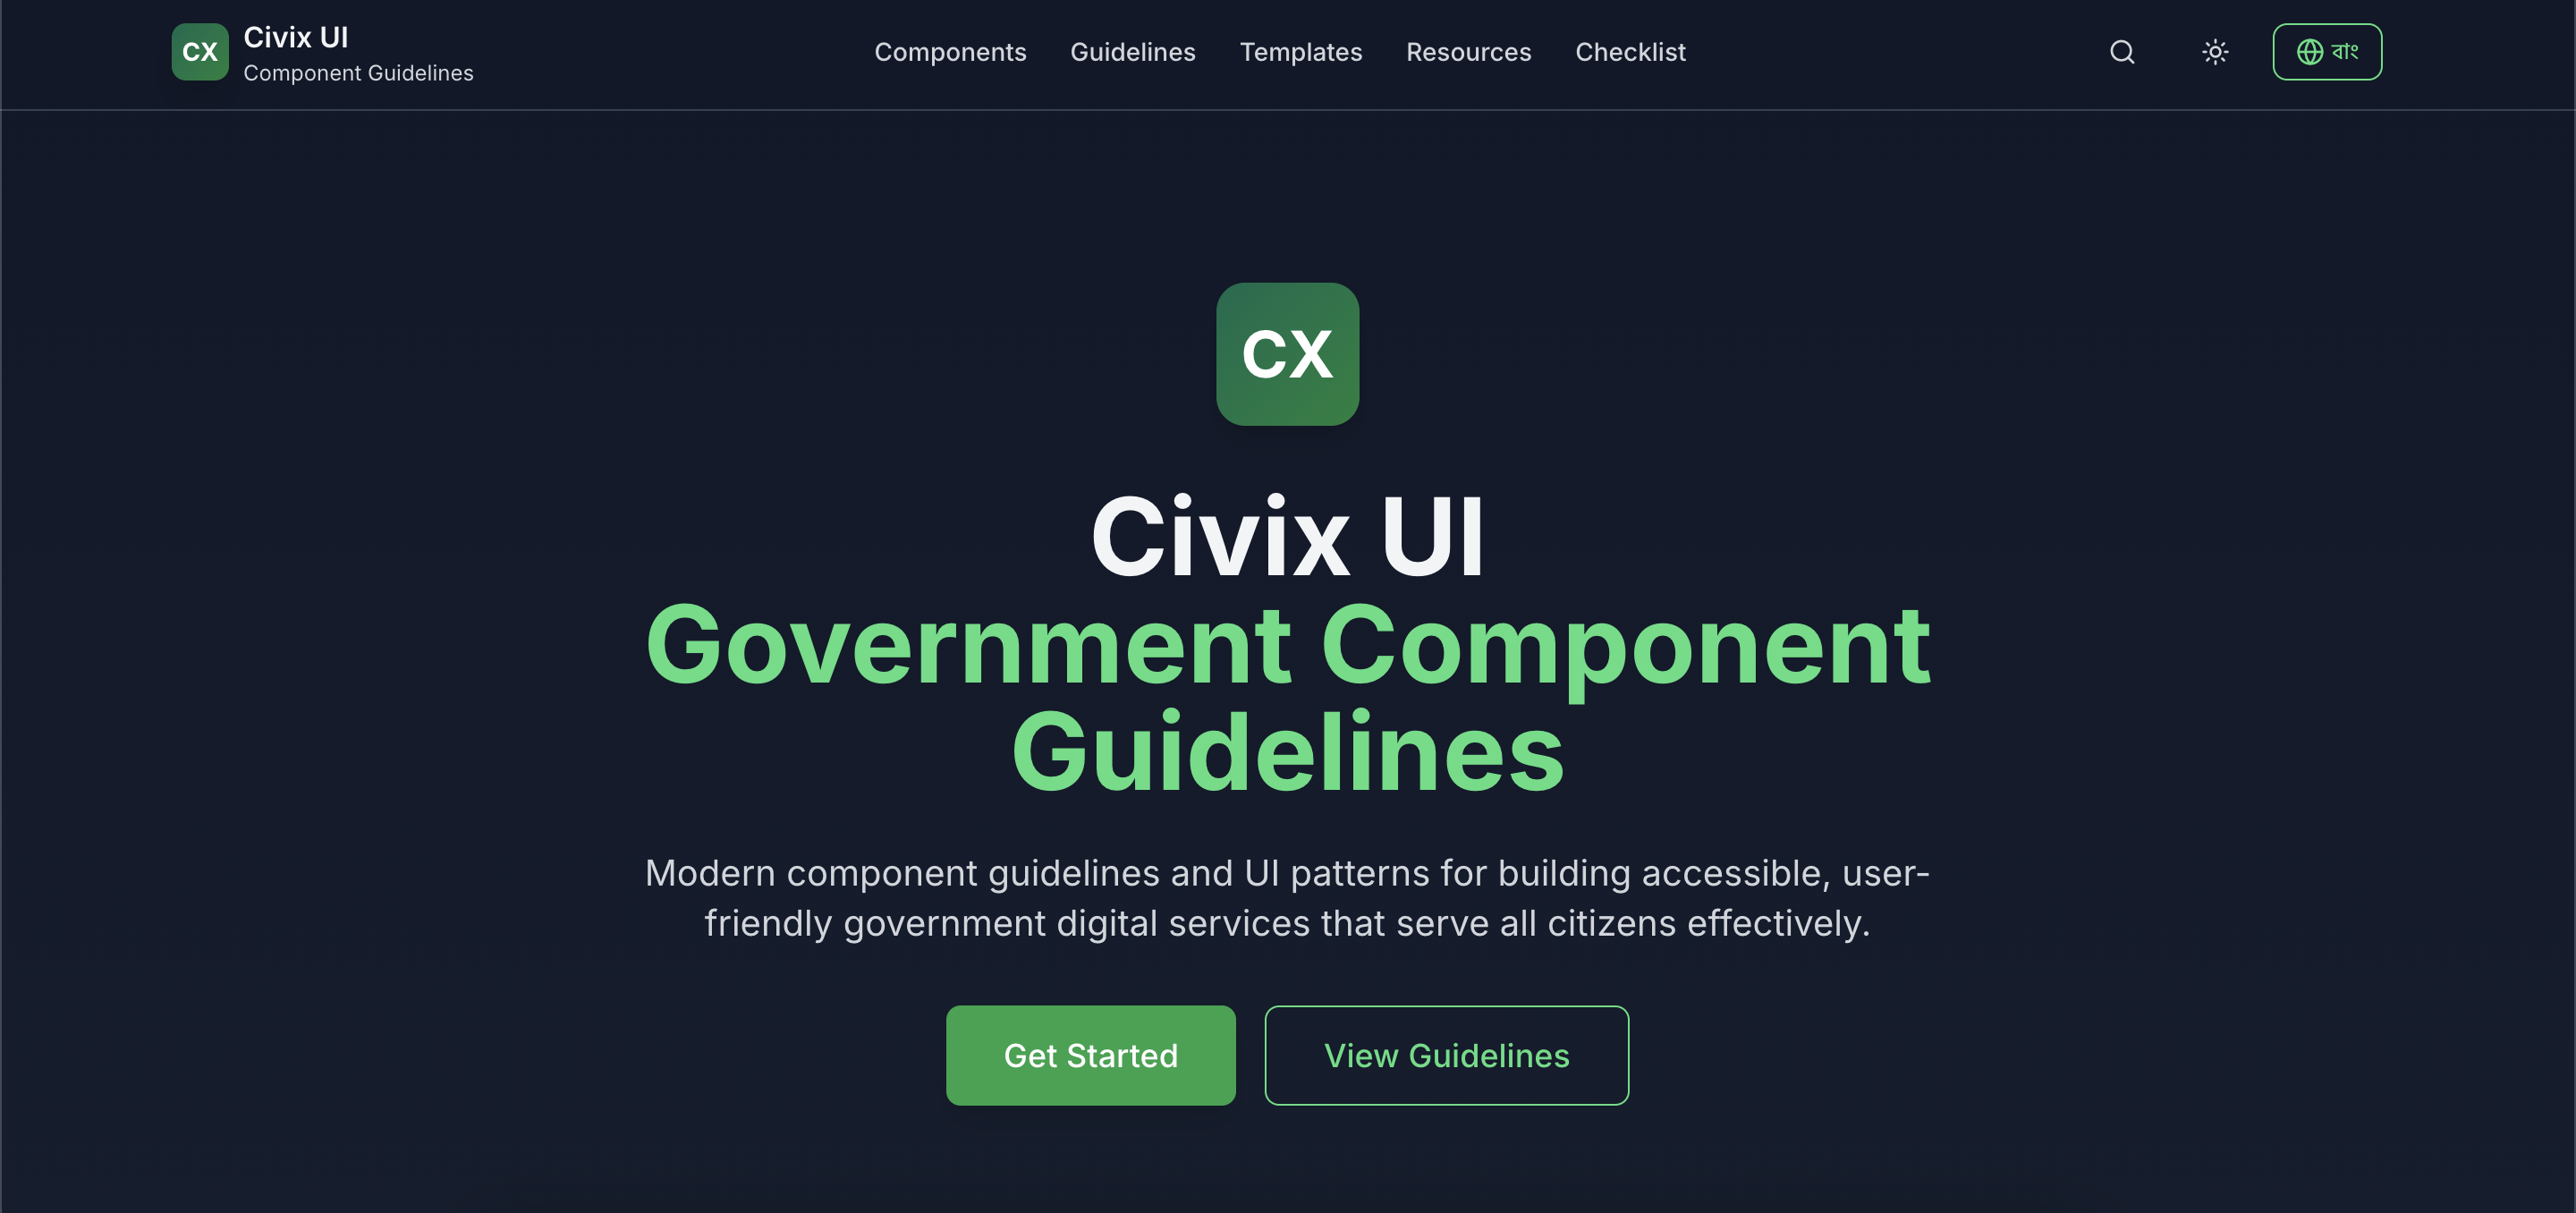 CX
Civix UI
Component Guidelines
Components
Guidelines
Templates
Resources
Checklist
বাং
CX
Civix UI
Government Component
Guidelines
Modern component guidelines and UI patterns for building accessible, user-
friendly government digital services that serve all citizens effectively.
Get Started
View Guidelines